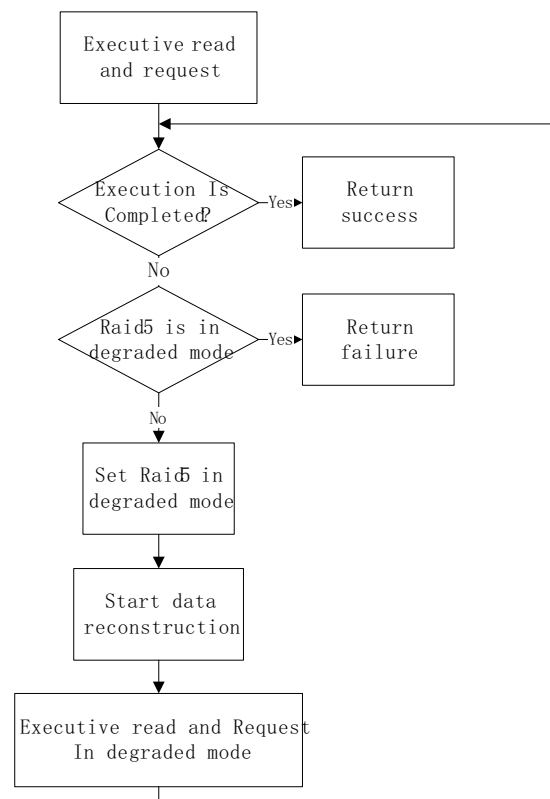 Executive read
and request
Execution Is
Completed?
Yes
Return
success
No
Raid5 is in
degraded mode
Yes
Return
failure
No
Set Raid5 in
degraded mode
Start data
reconstruction
Executive read and Request
In degraded mode